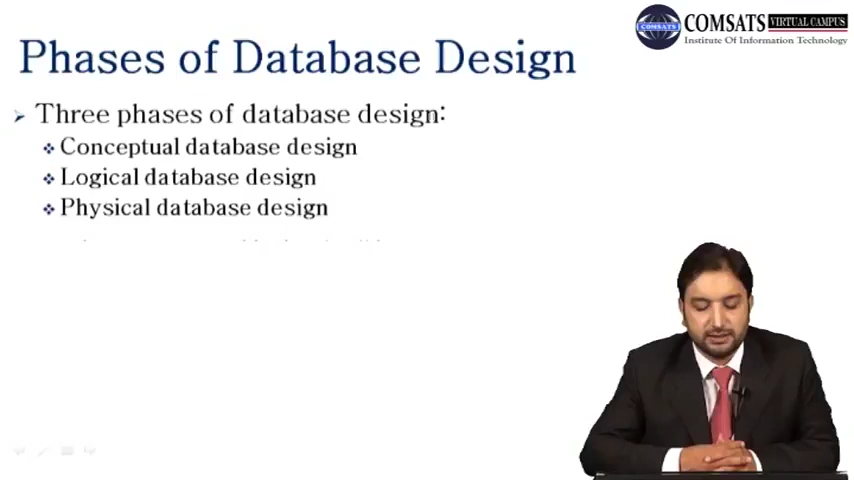 COMSATS VIRTUAL CAMPUS
Institute Of Information Technology
COMSATS
Phases of Database Design
Three phases of database design:
Conceptual database design
Logical database design
Physical database design